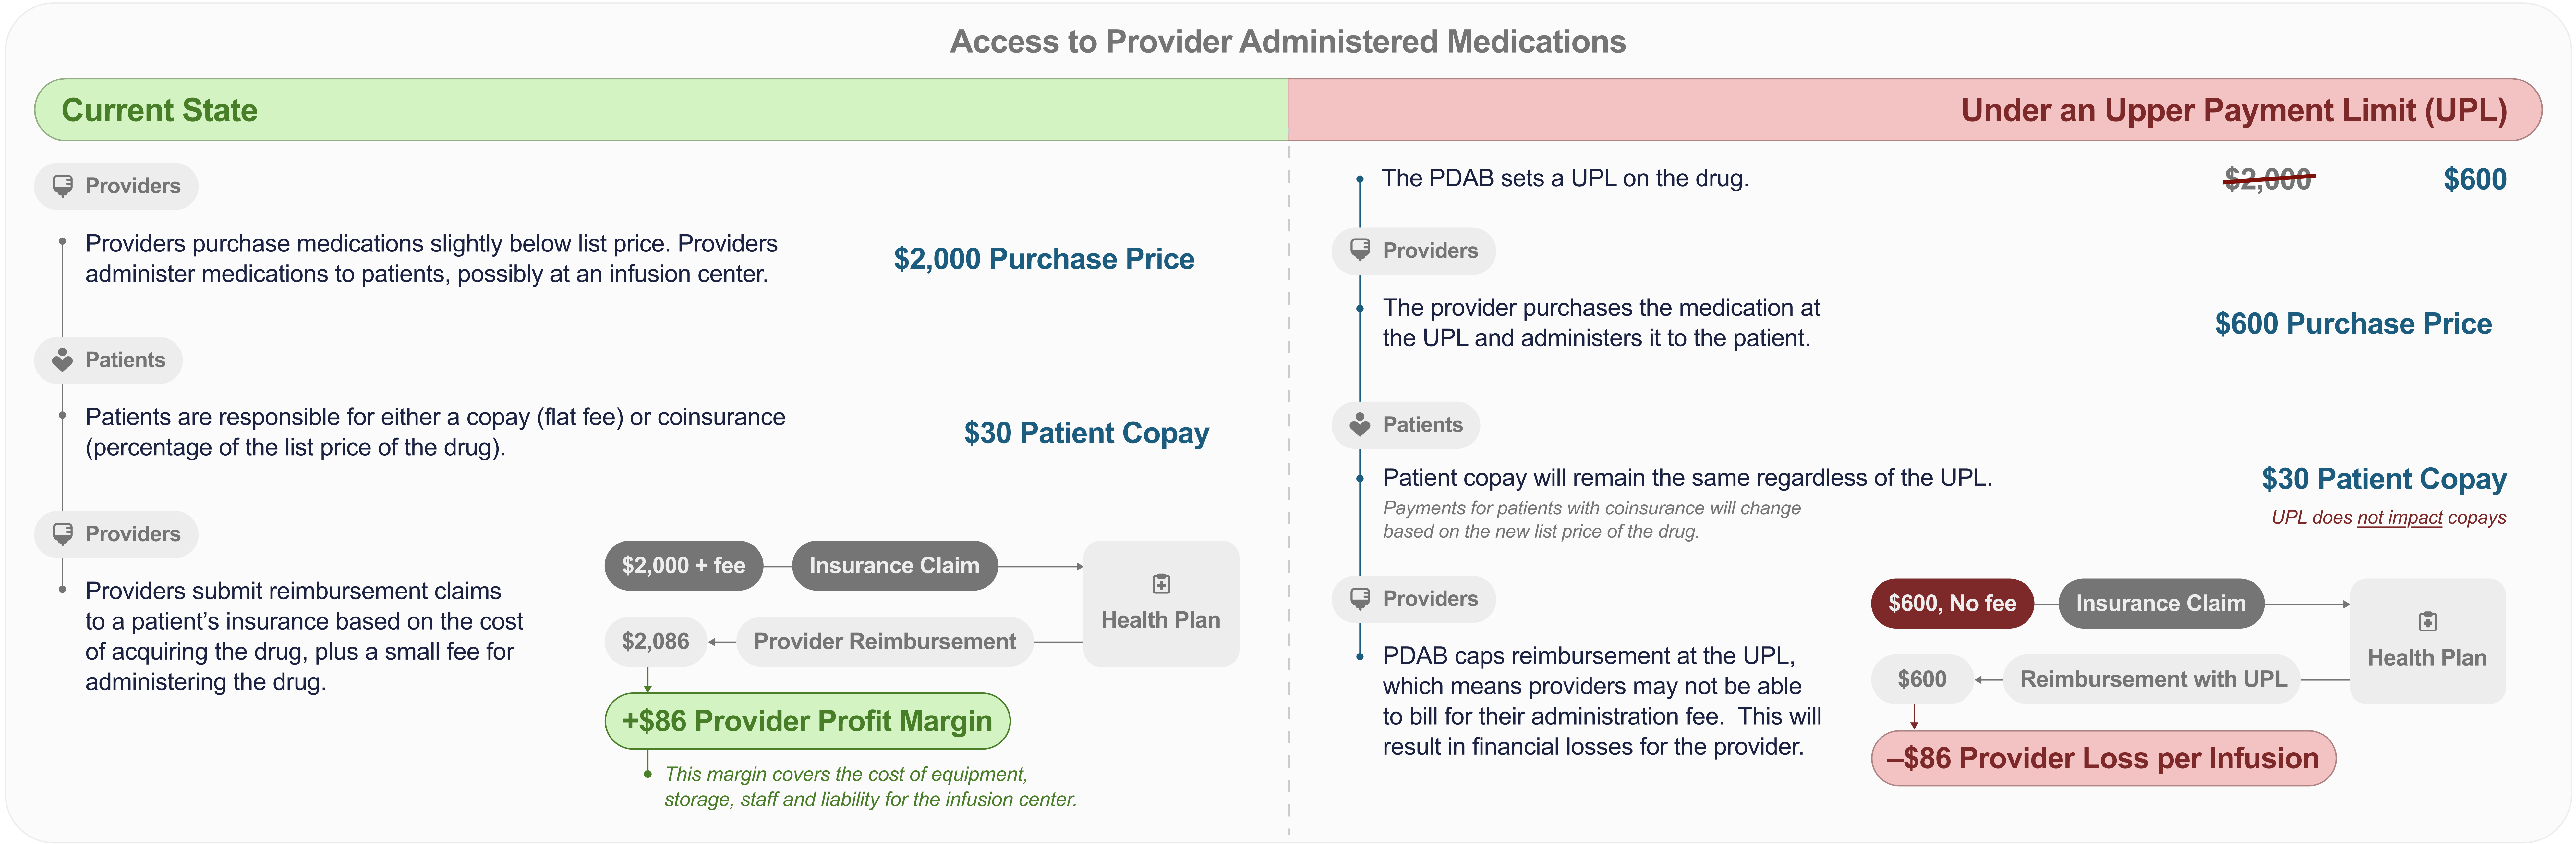 Access to Provider Administered Medications
Current State
Providers
Providers purchase medications slightly below list price. Providers
administer medications to patients, possibly at an infusion center.
$2,000 Purchase Price
Patients
Patients are responsible for either a copay (flat fee) or coinsurance
(percentage of the list price of the drug).
$30 Patient Copay
Providers
Providers submit reimbursement claims
to a patient’s insurance based on the cost
of acquiring the drug, plus a small fee for
administering the drug.
$2,000 + fee
Insurance Claim
Health Plan
$2,086
Provider Reimbursement
+$86 Provider Profit Margin
This margin covers the cost of equipment,
storage, staff and liability for the infusion center.
Under an Upper Payment Limit (UPL)
The PDAB sets a UPL on the drug.
$2,000
$600
Providers
The provider purchases the medication at
the UPL and administers it to the patient.
$600 Purchase Price
Patients
Patient copay will remain the same regardless of the UPL.
Payments for patients with coinsurance will change
based on the new list price of the drug.
$30 Patient Copay
UPL does not impact copays
Providers
PDAB caps reimbursement at the UPL,
which means providers may not be able
to bill for their administration fee.  This will
result in financial losses for the provider.
$600, No fee
Insurance Claim
Health Plan
$600
Reimbursement with UPL
–$86 Provider Loss per Infusion